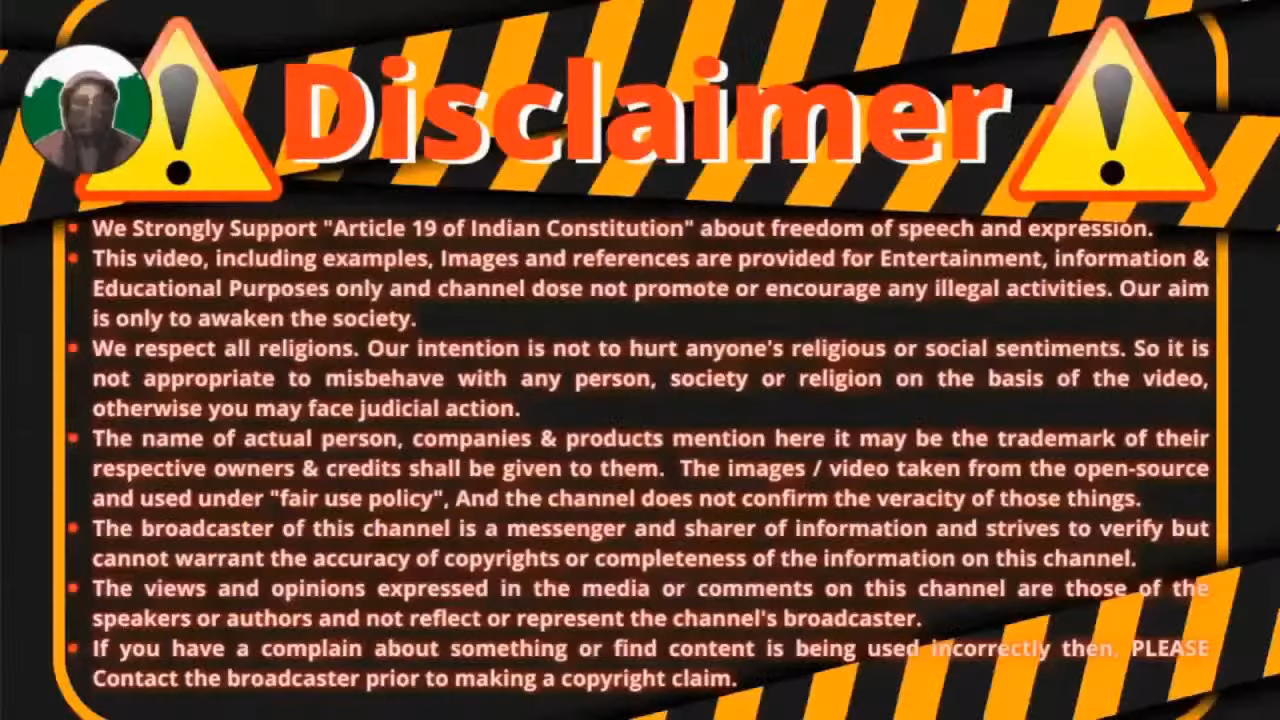 Disclaimer
• We Strongly Support "Article 19 of Indian Constitution" about freedom of speech and expression.
• This video, including examples, Images and references are provided for Entertainment, information &
Educational Purposes only and channel dose not promote or encourage any illegal activities. Our aim
is only to awaken the society.
• We respect all religions. Our intention is not to hurt anyone's religious or social sentiments. So it is
not appropriate to misbehave with any person, society or religion on the basis of the video,
otherwise you may face judicial action.
• The name of actual person, companies & products mention here it may be the trademark of their
respective owners & credits shall be given to them. The images / video taken from the open-source
and used under "fair use policy", And the channel does not confirm the veracity of those things.
• The broadcaster of this channel is a messenger and sharer of information and strives to verify but
cannot warrant the accuracy of copyrights or completeness of the information on this channel.
• The views and opinions expressed in the media or comments on this channel are those of the
speakers or authors and not reflect or represent the channel's broadcaster.
• If you have a complain about something or find content is being used incorrectly then, PLEASE
Contact the broadcaster prior to making a copyright claim.